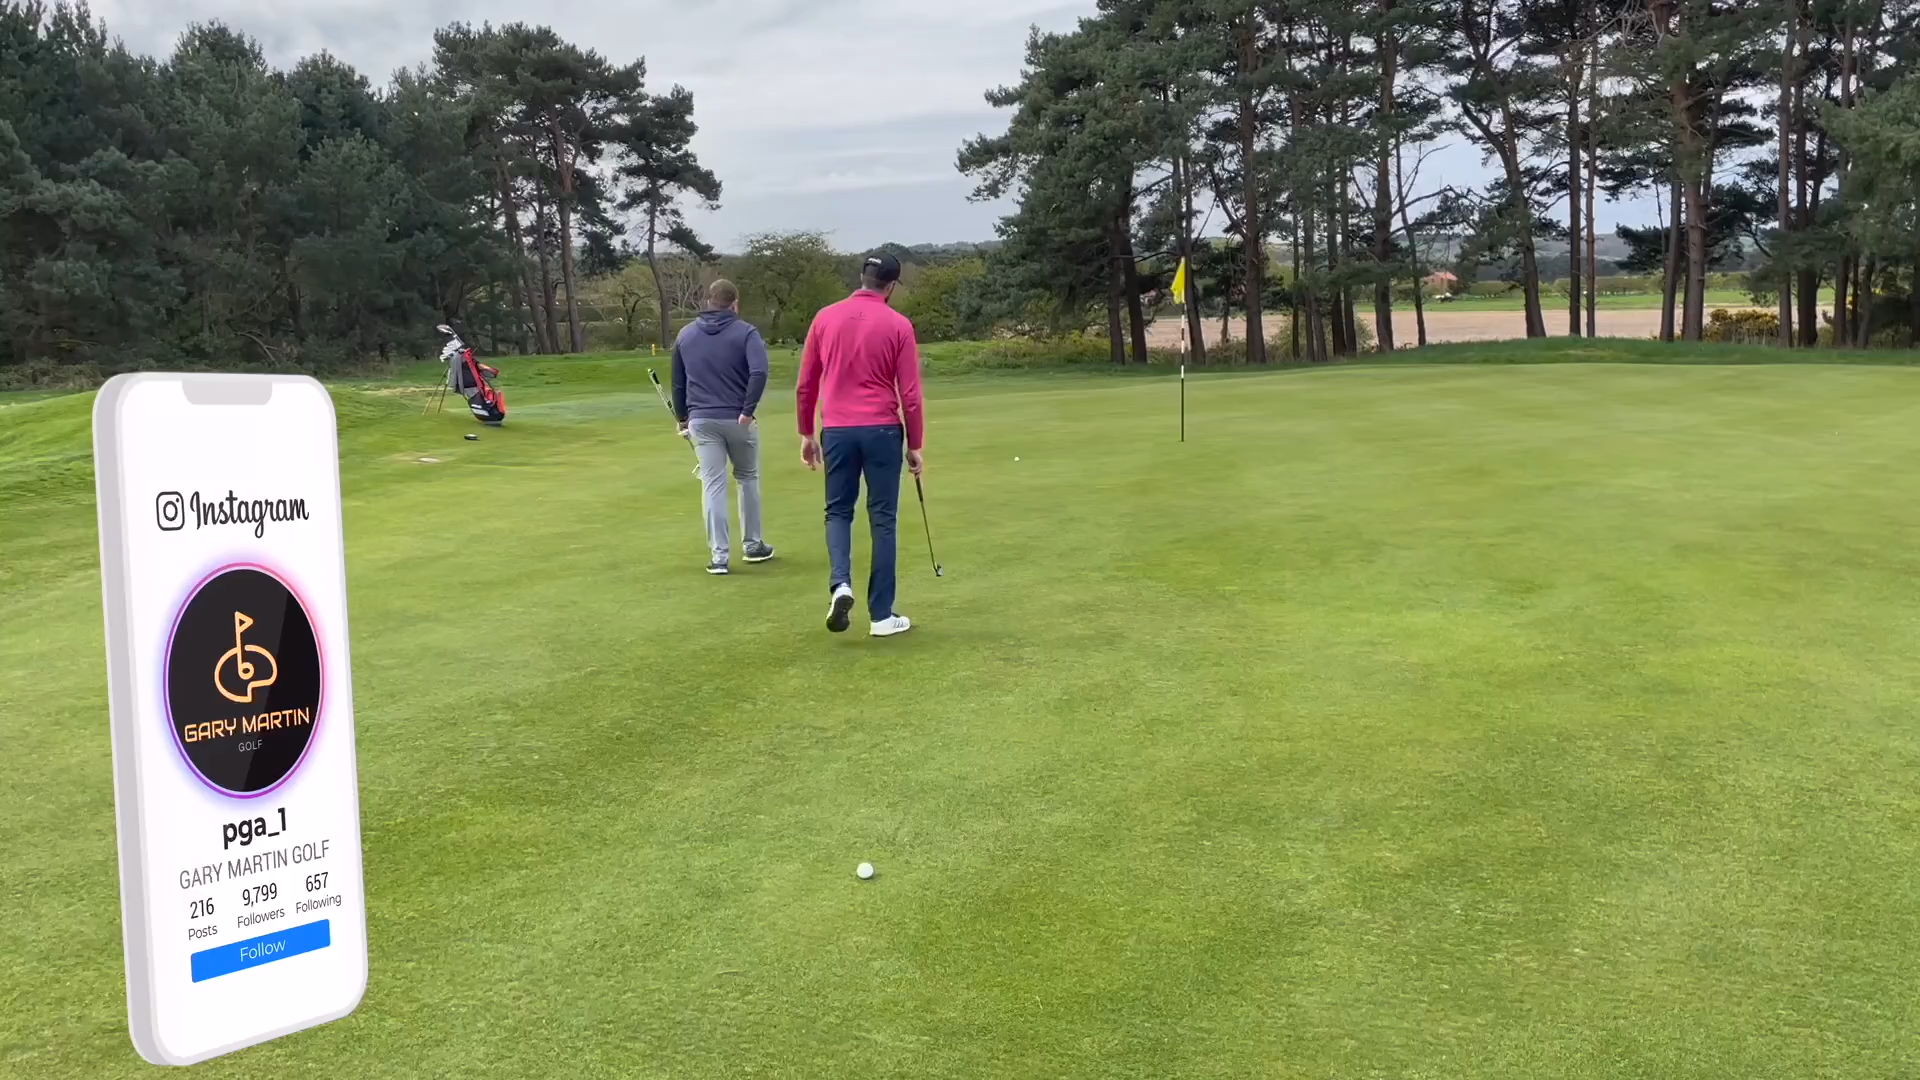 Instagram
GARY MARTIN
GOLF
pga_1
GARY MARTIN GOLF
216 9,799 657
Posts Followers Following
Follow